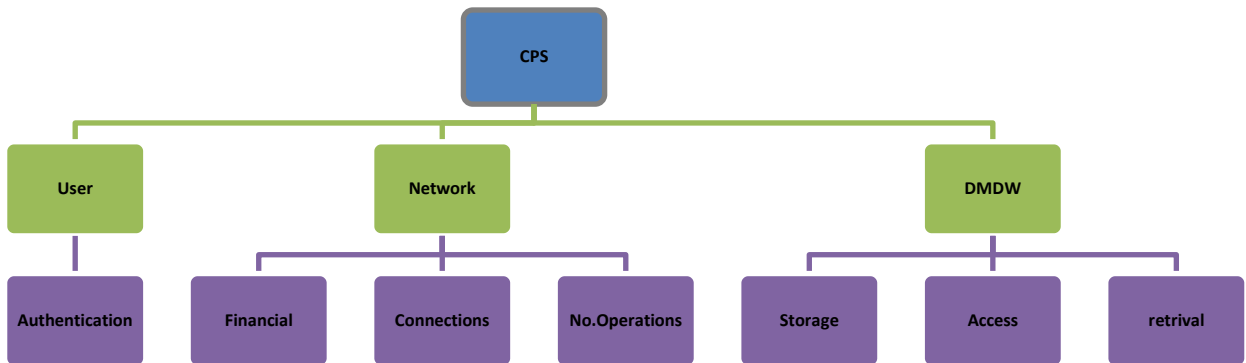 CPS
User
Network
DMDW
Authentication
Financial
Connections
No.Operations
Storage
Access
retrival